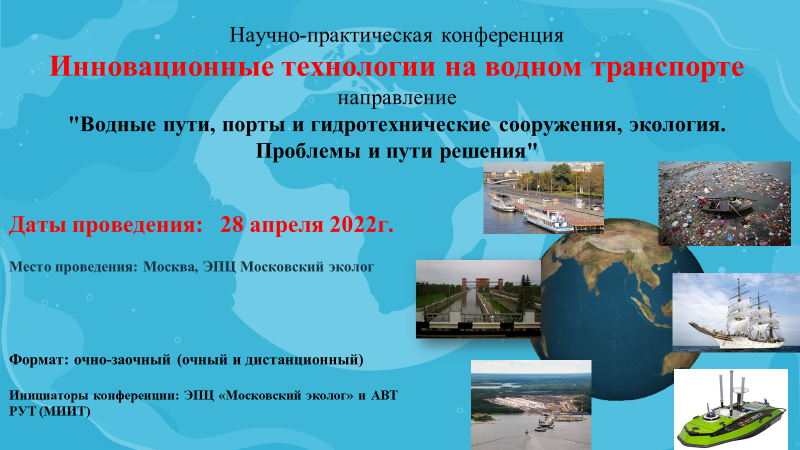 Научно-практическая конференция
Инновационные технологии на водном транспорте
направление
"Водные пути, порты и гидротехнические сооружения, экология.
Проблемы и пути решения"
Даты проведения: 28 апреля 2022г.
Место проведения: Москва, ЭПЦ Московский эколог
Формат: очно-заочный (очный и дистанционный)
Инициаторы конференции: ЭПЦ «Московский эколог» и АВТ
РУТ (МИИТ)